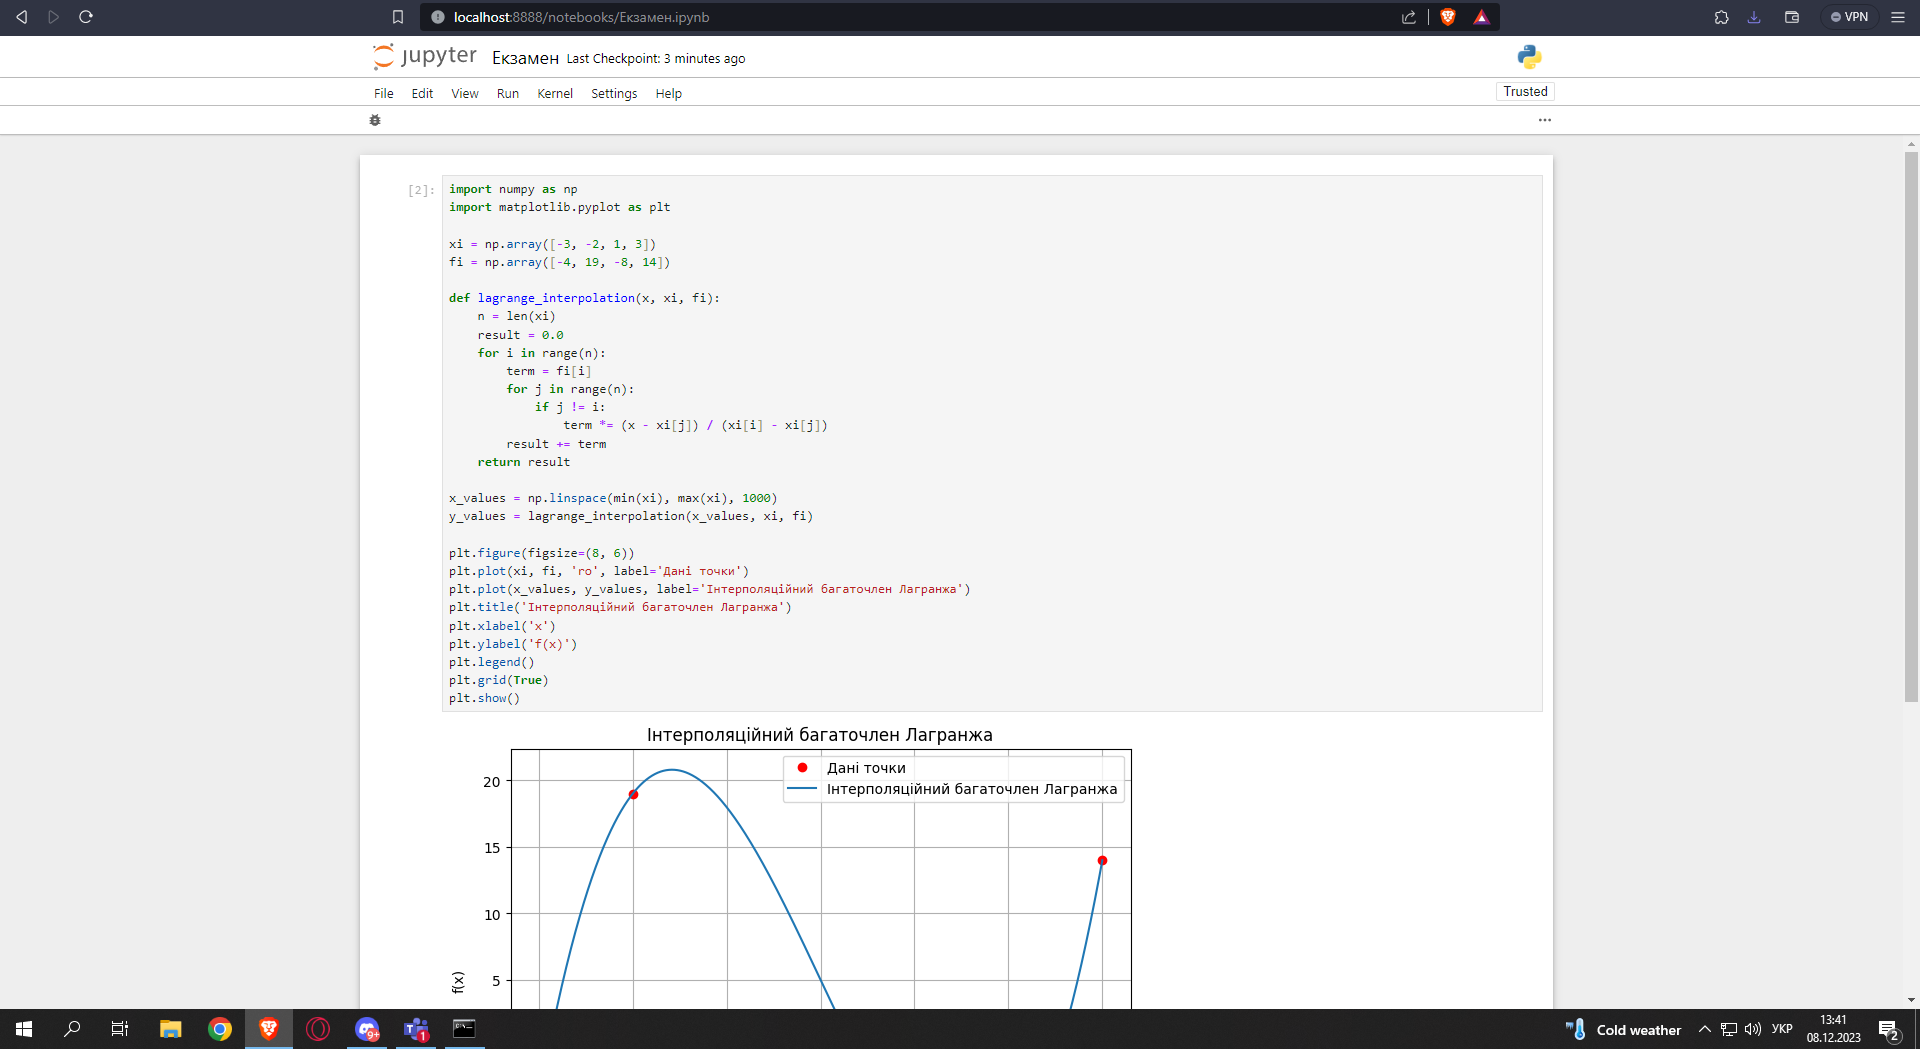 localhost:8888/notebooks/Екзамен.ipynb
VPN
jupyter Екзамен Last Checkpoint: 3 minutes ago
File Edit View Run Kernel Settings Help
Trusted
[2]:
import numpy as np
import matplotlib.pyplot as plt
xi = np.array([-3, -2, 1, 3])
fi = np.array([-4, 19, -8, 14])
def lagrange_interpolation(x, xi, fi):
    n = len(xi)
    result = 0.0
    for i in range(n):
        term = fi[i]
        for j in range(n):
            if j != i:
                term *= (x - xi[j]) / (xi[i] - xi[j])
        result += term
    return result
x_values = np.linspace(min(xi), max(xi), 1000)
y_values = lagrange_interpolation(x_values, xi, fi)
plt.figure(figsize=(8, 6))
plt.plot(xi, fi, 'ro', label='Дані точки')
plt.plot(x_values, y_values, label='Інтерполяційний багаточлен Лагранжа')
plt.title('Інтерполяційний багаточлен Лагранжа')
plt.xlabel('x')
plt.ylabel('f(x)')
plt.legend()
plt.grid(True)
plt.show()
Інтерполяційний багаточлен Лагранжа
Дані точки
Інтерполяційний багаточлен Лагранжа
20
15
10
5
f(x)
9+
1
Cold weather
УКР
13:41
08.12.2023
2